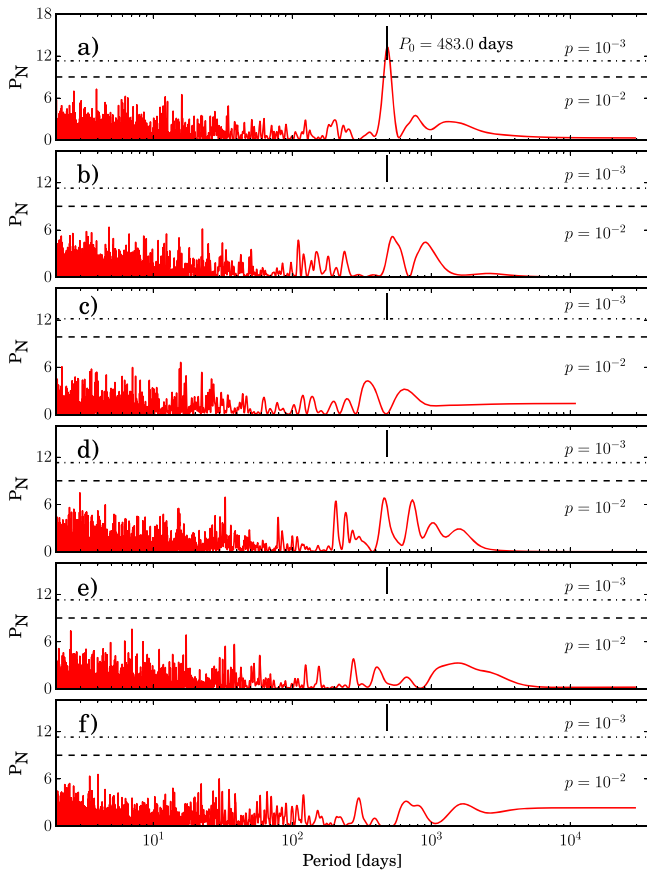 18
a)
P₀ = 483.0 days
p = 10⁻³
12
P_N
6
p = 10⁻²
0
b)
p = 10⁻³
12
P_N
6
p = 10⁻²
0
c)
p = 10⁻³
12
P_N
6
p = 10⁻²
0
d)
p = 10⁻³
12
P_N
6
p = 10⁻²
0
e)
p = 10⁻³
12
P_N
6
p = 10⁻²
0
f)
p = 10⁻³
12
P_N
6
p = 10⁻²
0
10¹ 10² 10³ 10⁴
Period [days]